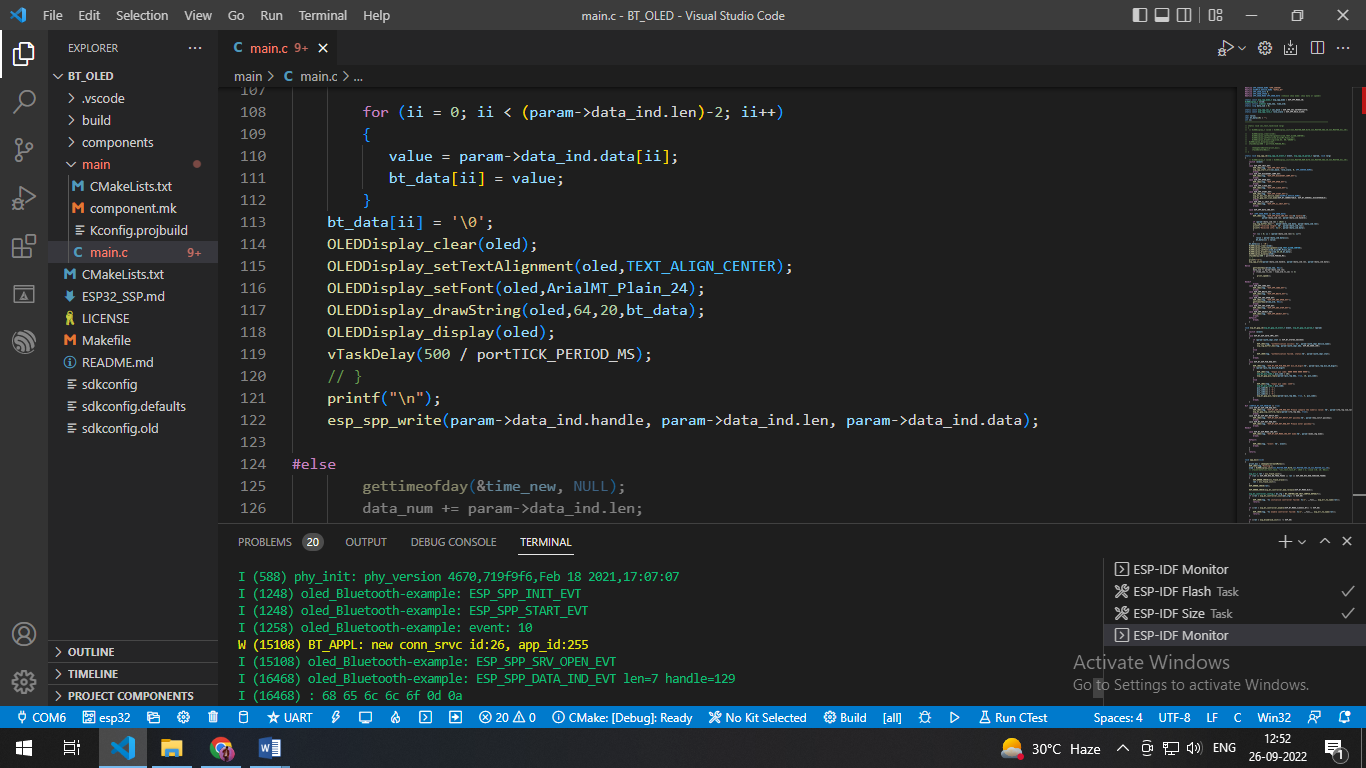 File Edit Selection View Go Run Terminal Help main.c - BT_OLED - Visual Studio Code
EXPLORER ···
BT_OLED
.vscode
build
components
main
CMakeLists.txt
component.mk
Kconfig.projbuild
main.c 9+
CMakeLists.txt
ESP32_SSP.md
LICENSE
Makefile
README.md
sdkconfig
sdkconfig.defaults
sdkconfig.old
OUTLINE
TIMELINE
PROJECT COMPONENTS
C main.c 9+
main > C main.c > ...
107
108 for (ii = 0; ii < (param->data_ind.len)-2; ii++)
109 {
110 value = param->data_ind.data[ii];
111 bt_data[ii] = value;
112 }
113 bt_data[ii] = '\0';
114 OLEDDisplay_clear(oled);
115 OLEDDisplay_setTextAlignment(oled,TEXT_ALIGN_CENTER);
116 OLEDDisplay_setFont(oled,ArialMT_Plain_24);
117 OLEDDisplay_drawString(oled,64,20,bt_data);
118 OLEDDisplay_display(oled);
119 vTaskDelay(500 / portTICK_PERIOD_MS);
120 // }
121 printf("\n");
122 esp_spp_write(param->data_ind.handle, param->data_ind.len, param->data_ind.data);
123
124 #else
125 gettimeofday(&time_new, NULL);
126 data_num += param->data_ind.len;
PROBLEMS 20 OUTPUT DEBUG CONSOLE TERMINAL
I (588) phy_init: phy_version 4670,719f9f6,Feb 18 2021,17:07:07
I (1248) oled_Bluetooth-example: ESP_SPP_INIT_EVT
I (1248) oled_Bluetooth-example: ESP_SPP_START_EVT
I (1258) oled_Bluetooth-example: event: 10
W (15108) BT_APPL: new conn_srvc id:26, app_id:255
I (15108) oled_Bluetooth-example: ESP_SPP_SRV_OPEN_EVT
I (16468) oled_Bluetooth-example: ESP_SPP_DATA_IND_EVT len=7 handle=129
I (16468) : 68 65 6c 6c 6f 0d 0a
ESP-IDF Monitor
ESP-IDF Flash Task
ESP-IDF Size Task
ESP-IDF Monitor
Activate Windows
Go to Settings to activate Windows.
COM6 esp32 UART 20 0 CMake: [Debug]: Ready No Kit Selected Build [all] Run CTest Spaces: 4 UTF-8 LF C Win32
30°C Haze ENG 12:52
26-09-2022 1